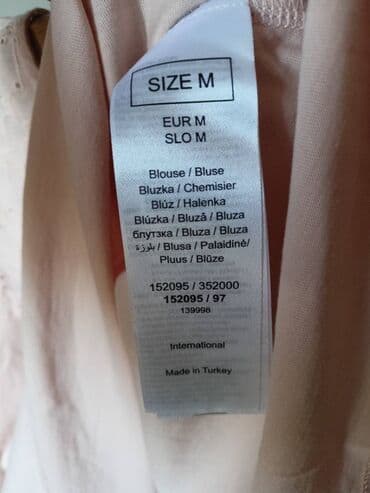 SIZE M
EUR M
SLO M
Blouse / Bluse
Bluzka / Chemisier
Blúz / Halenka
Blúzka / Bluză / Bluza
блутзка / Bluza / Bluza
بلوزة / Blusa / Palaidinė/
Pluus / Blūze
152095 / 352000
152095 / 97
139998
International
Made in Turkey